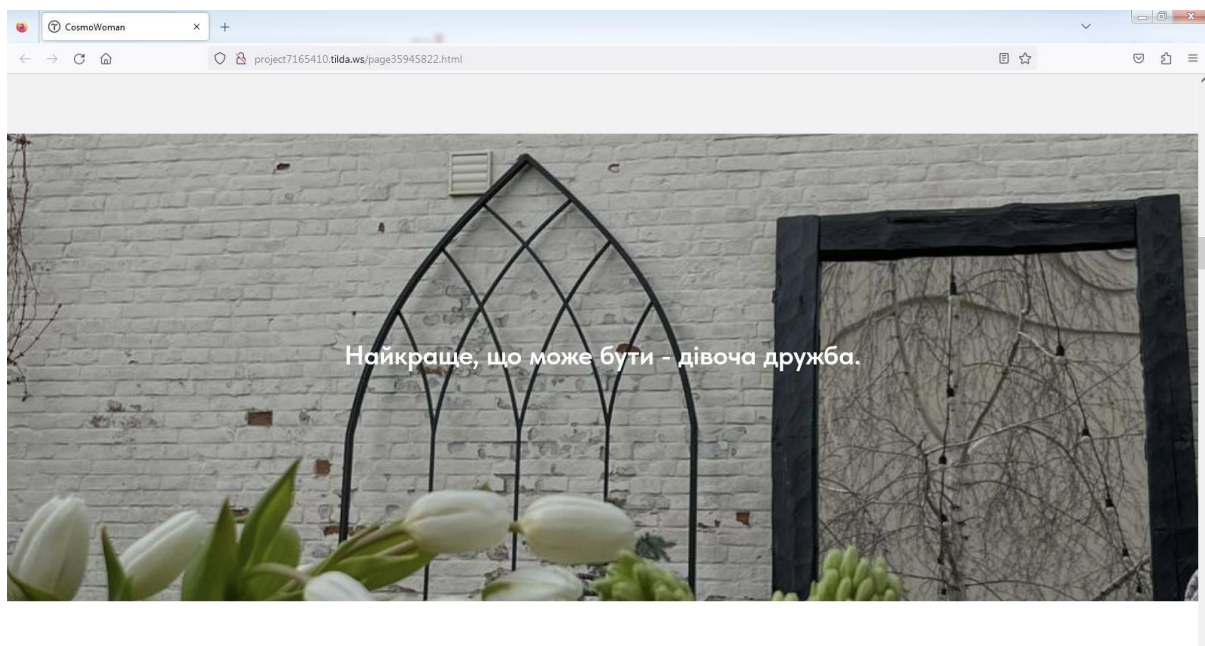 CosmoWoman
project7165410.tilda.ws/page35945822.html
Найкраще, що може бути - дівоча дружба.